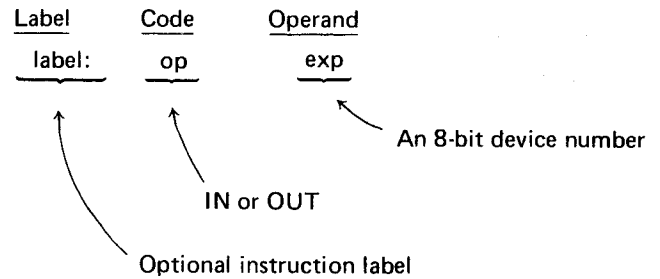 Label Code Operand
label: op exp
An 8-bit device number
IN or OUT
Optional instruction label